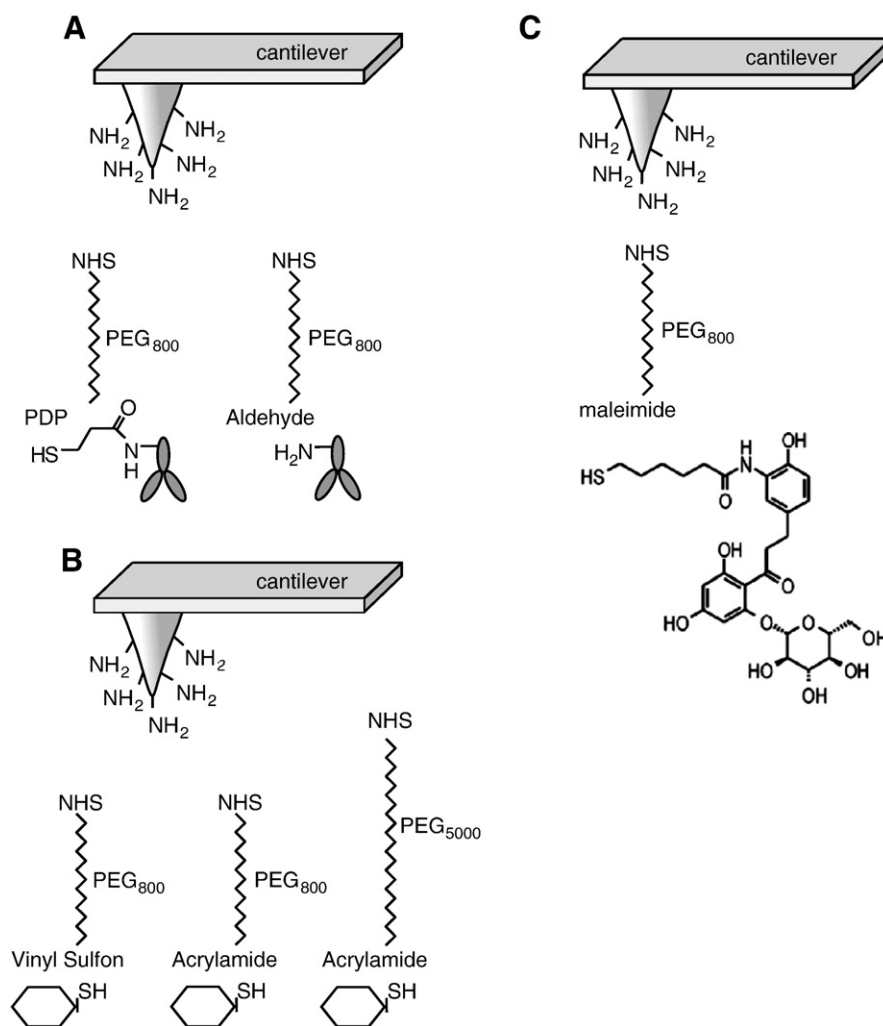 A
cantilever
NH2
NH2
NH2
NH2
NH2
NHS
NHS
PEG800
PEG800
PDP
O
HS
N
H
Aldehyde
H2N
B
cantilever
NH2
NH2
NH2
NH2
NH2
NHS
NHS
NHS
PEG800
PEG800
PEG5000
Vinyl Sulfon
Acrylamide
Acrylamide
SH
SH
SH
C
cantilever
NH2
NH2
NH2
NH2
NH2
NHS
PEG800
maleimide
OH
HS
H
N
O
OH
O
HO
O
O
OH
HO
OH
OH